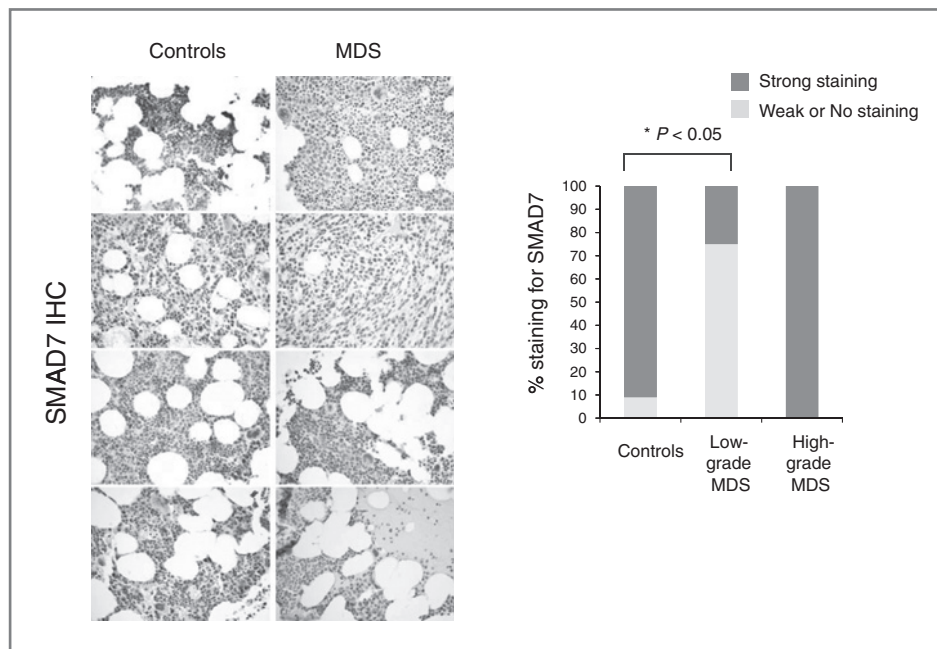 Controls
MDS
SMAD7 IHC
Strong staining
Weak or No staining
* P < 0.05
% staining for SMAD7
100
90
80
70
60
50
40
30
20
10
0
Controls
Low-
grade
MDS
High-
grade
MDS